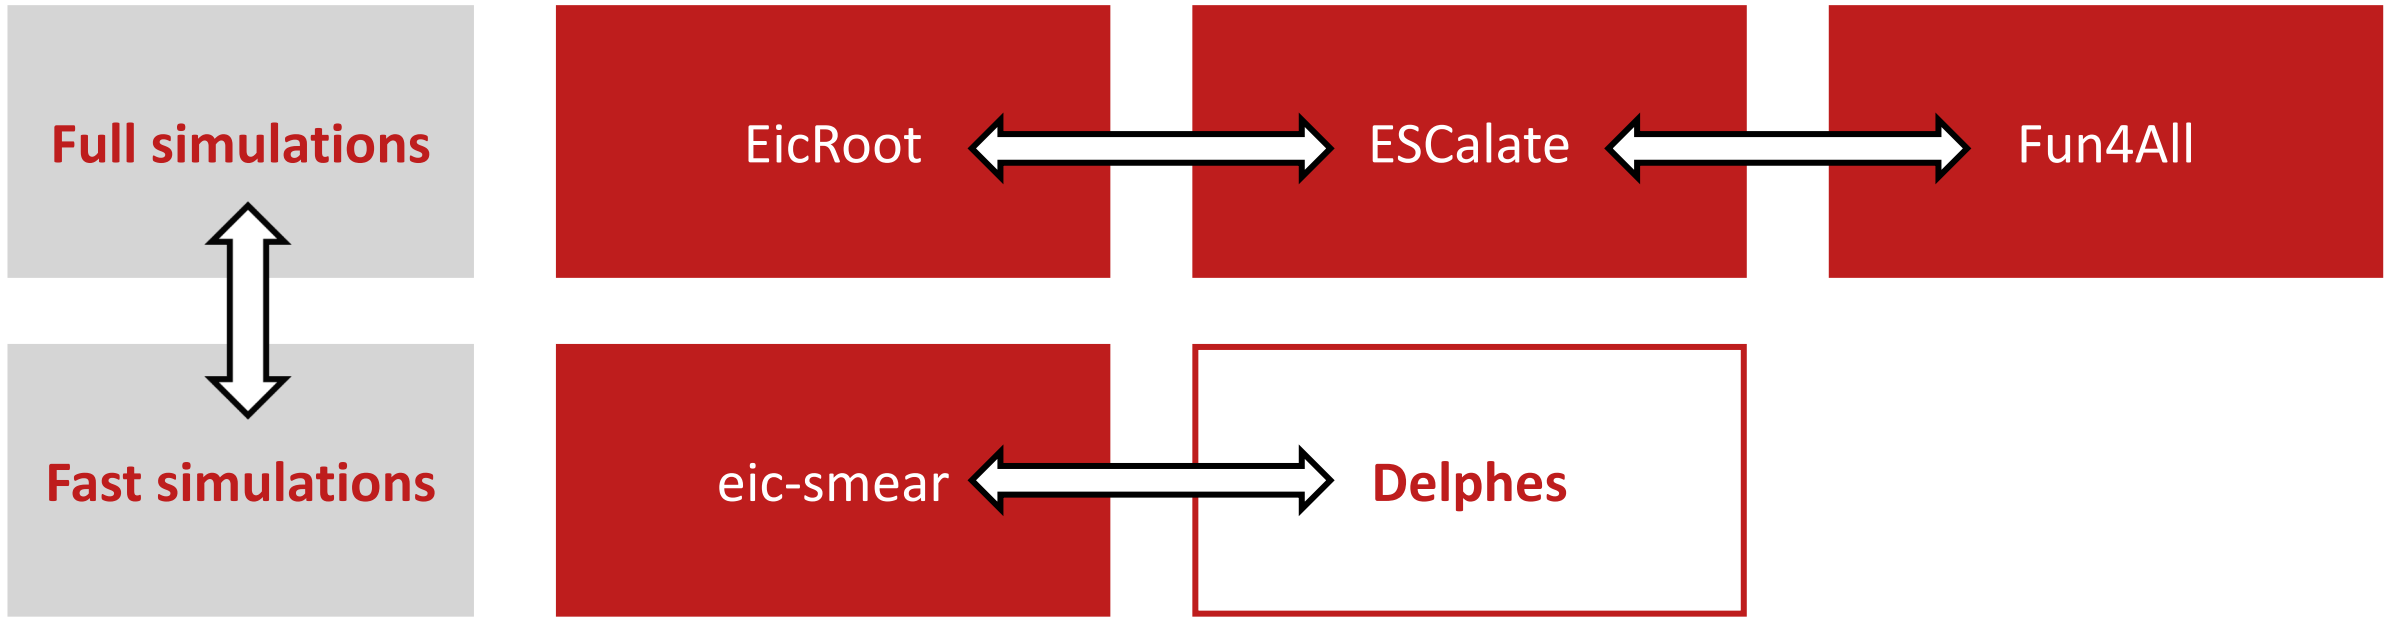 Full simulations
EicRoot
ESCalate
Fun4All
Fast simulations
eic-smear
Delphes